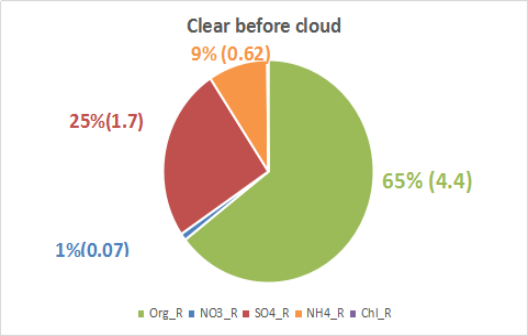 Clear before cloud
9% (0.62)
25%(1.7)
65% (4.4)
1%(0.07)
Org_R NO3_R SO4_R NH4_R Chl_R